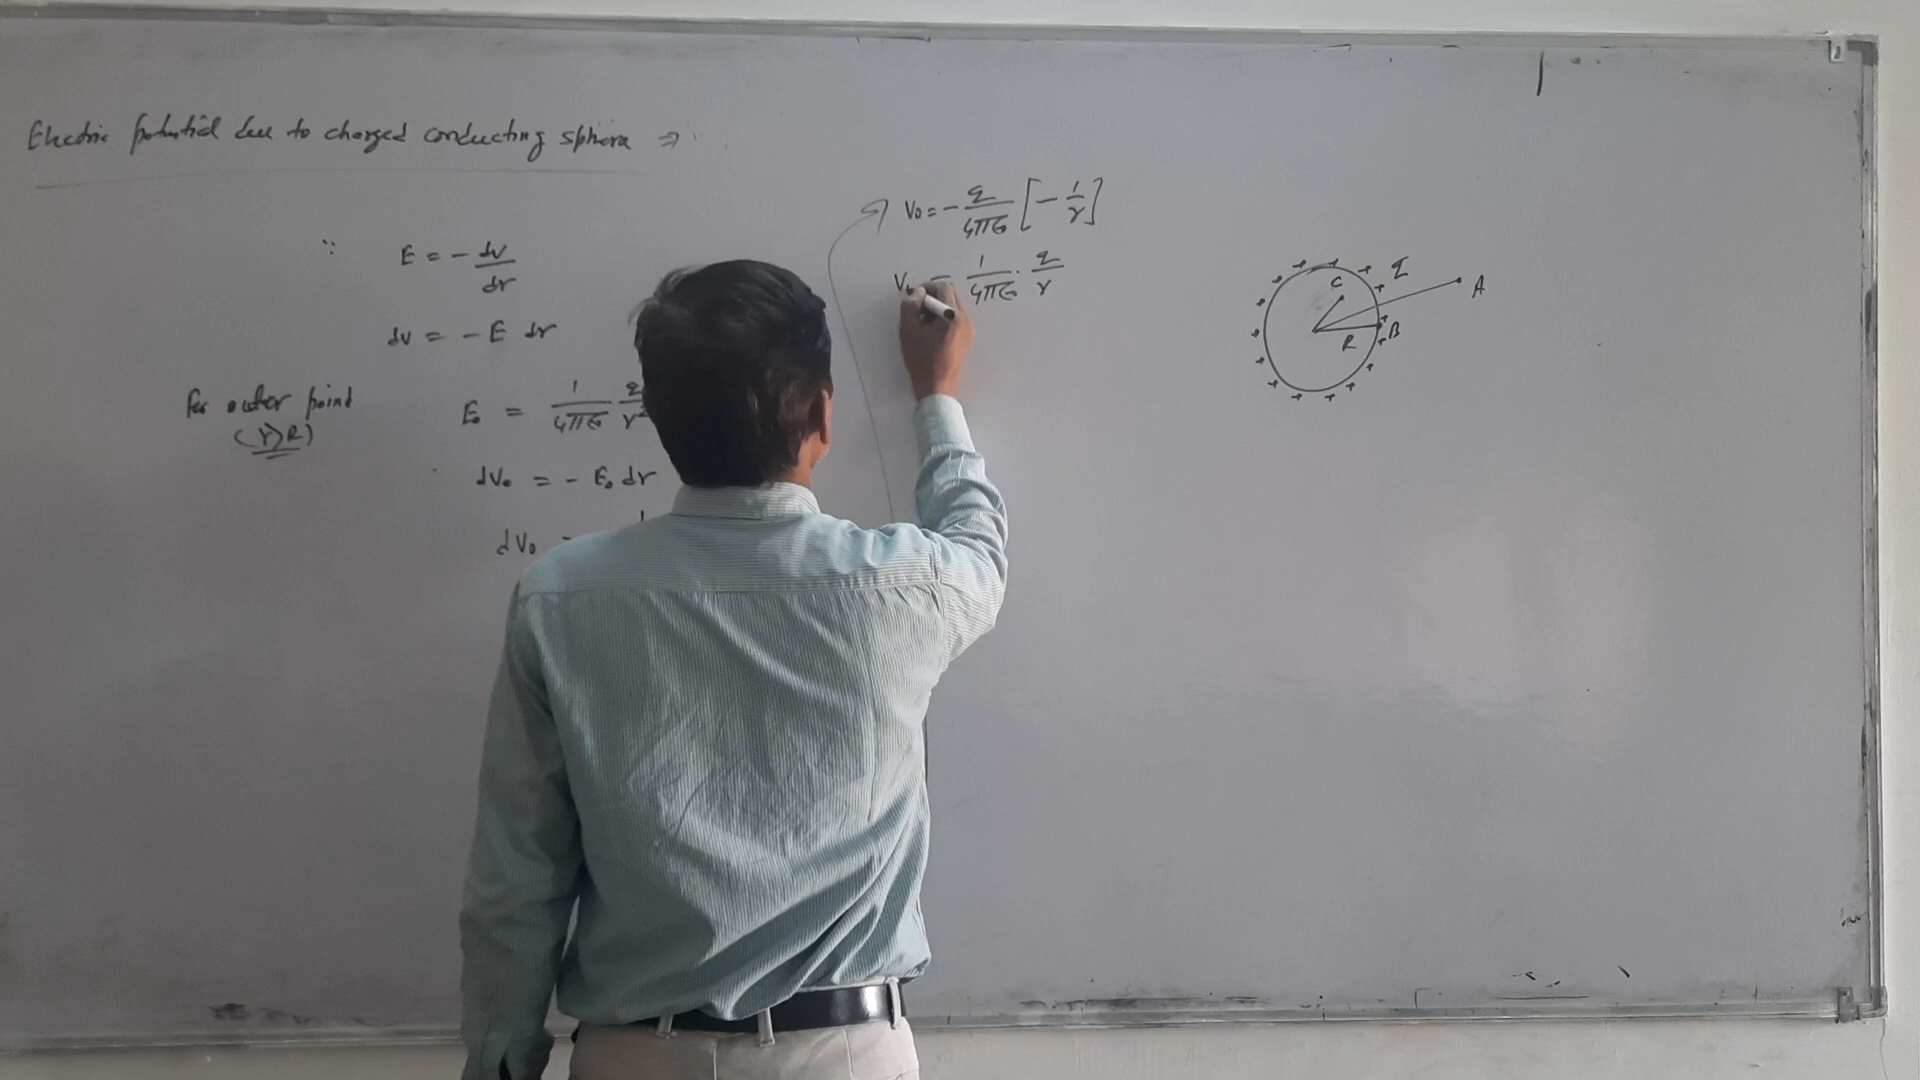 Electric potential due to charged conducting sphere ⇒
∵ E = - dv/dr
dv = - E dr
For outer point
(r>R)
E₀ = 1/4πε₀ q/r²
dV₀ = - E₀ dr
dV₀ =
V₀ = - q/4πε₀ [- 1/r]
V₀ = 1/4πε₀ . q/r
q
A
C
B
R